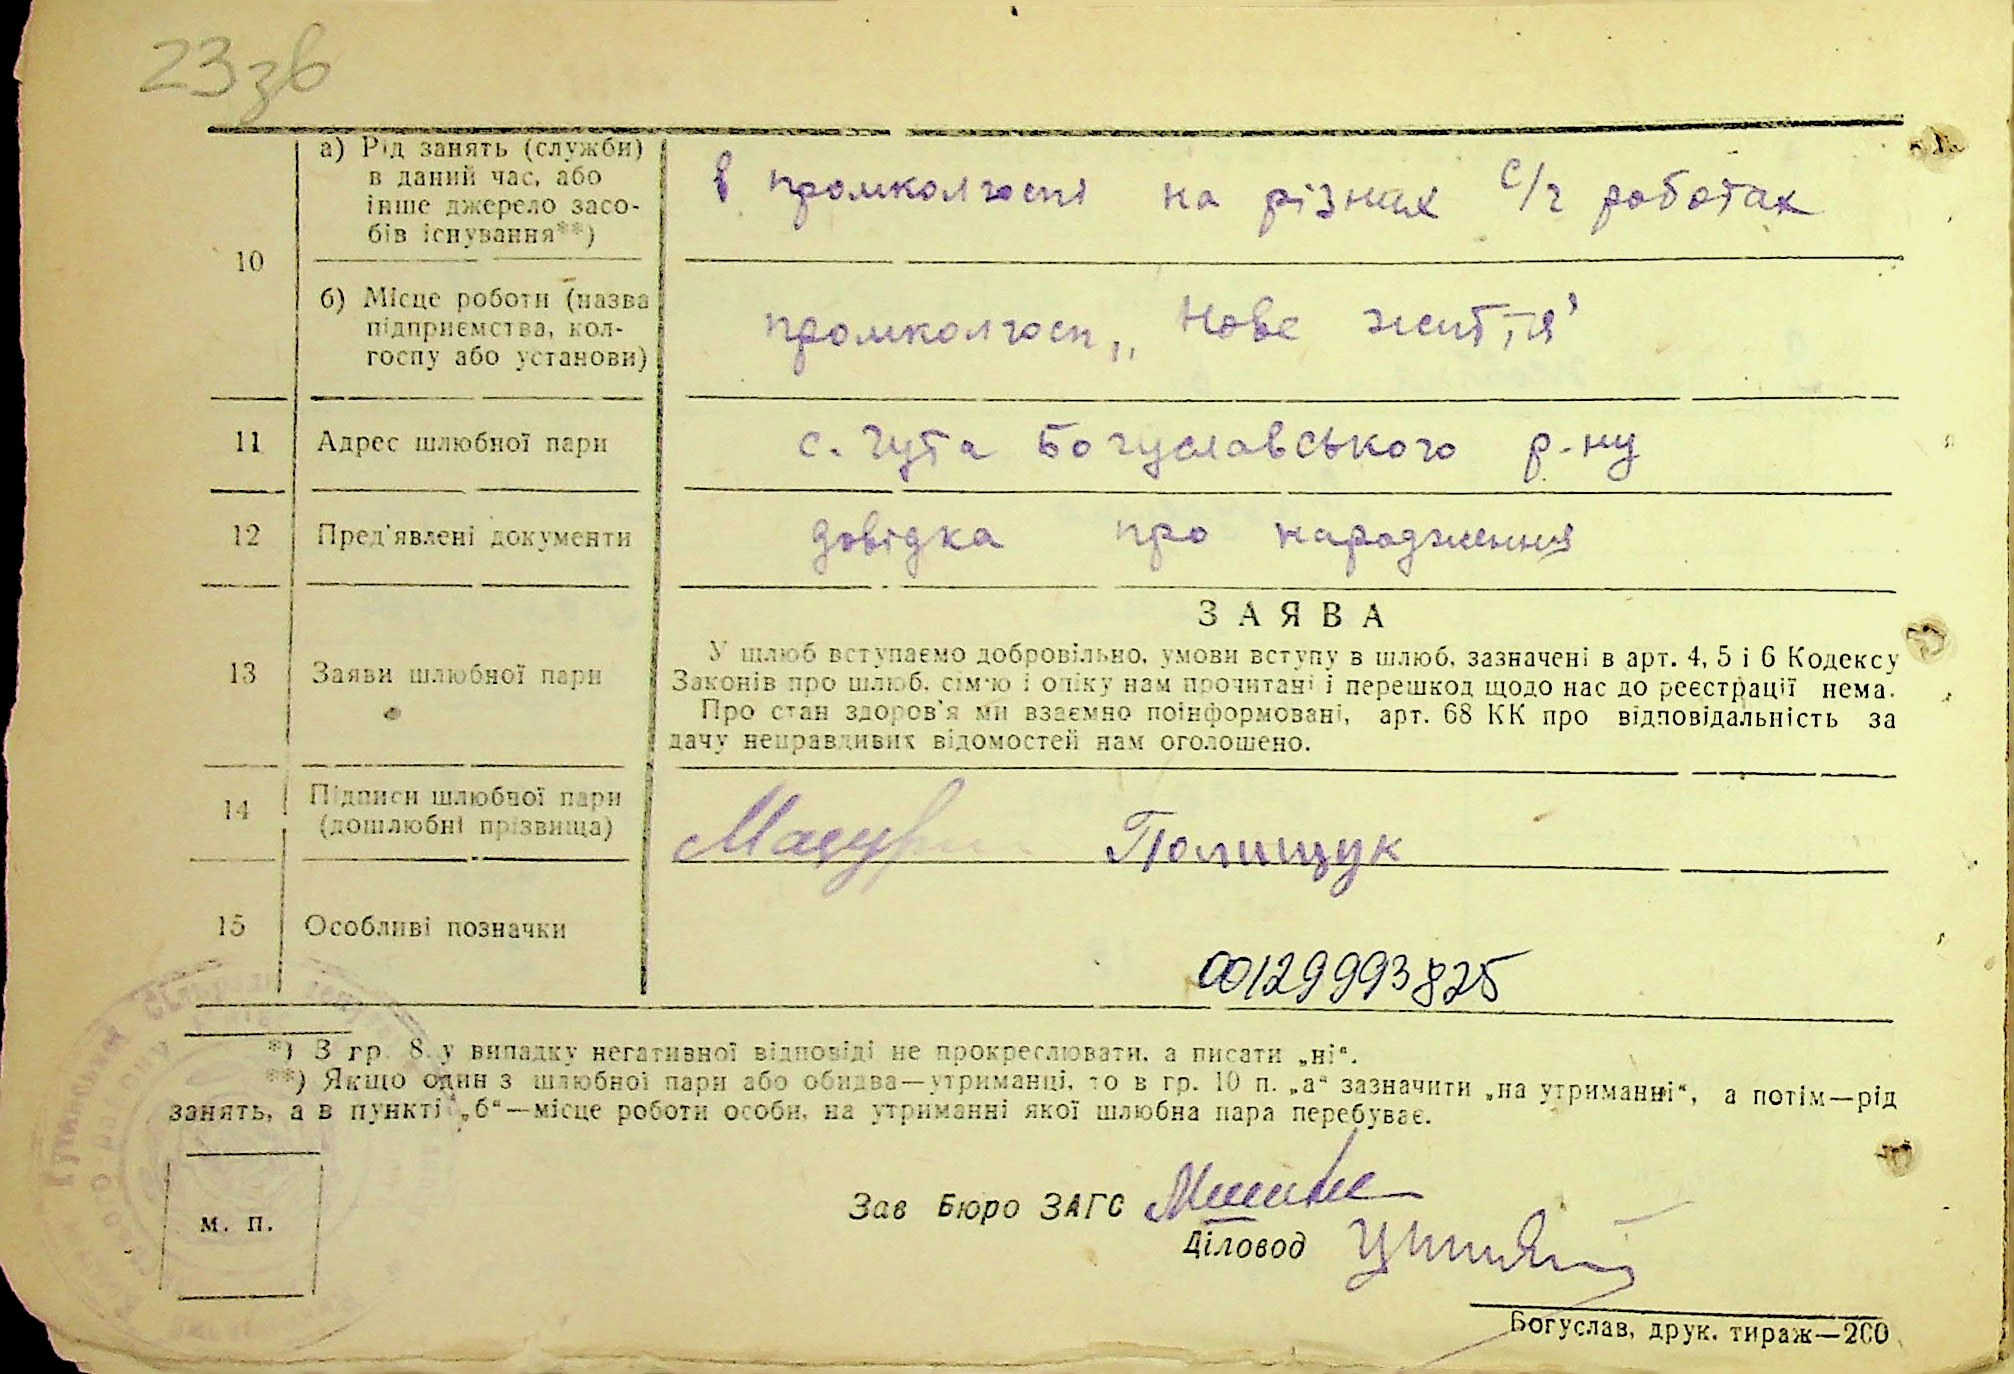 23зв
а) Рід занять (служби)
в даний час, або
інше джерело засо-
бів існування**)
в промколгоспі на різних с/г роботах
10
б) Місце роботи (назва
підприємства, кол-
госпу або установи)
промколгосп „Нове життя"
11 Адрес шлюбної пари с. Гута Богуславського р-ну
12 Пред'явлені документи довідка про народження
ЗАЯВА
13 Заяви шлюбної пари
У шлюб вступаємо добровільно, умови вступу в шлюб, зазначені в арт. 4, 5 і 6 Кодексу
Законів про шлюб, сім'ю і опіку нам прочитані і перешкод щодо нас до реєстрації нема.
Про стан здоров'я ми взаємно поінформовані, арт. 68 КК про відповідальність за
дачу неправдивих відомостей нам оголошено.
14 Підписи шлюбної пари
(дошлюбні прізвища)
Полищук
15 Особливі позначки
00129993825
*) З гр. 8 у випадку негативної відповіді не прокреслювати, а писати „ні".
**) Якщо один з шлюбної пари або обидва—утриманці, то в гр. 10 п. „а" зазначити „на утриманні", а потім—рід
занять, а в пункті „б"—місце роботи особи, на утриманні якої шлюбна пара перебуває.
м. п.
Зав Бюро ЗАГС
Діловод
Богуслав, друк. тираж—200